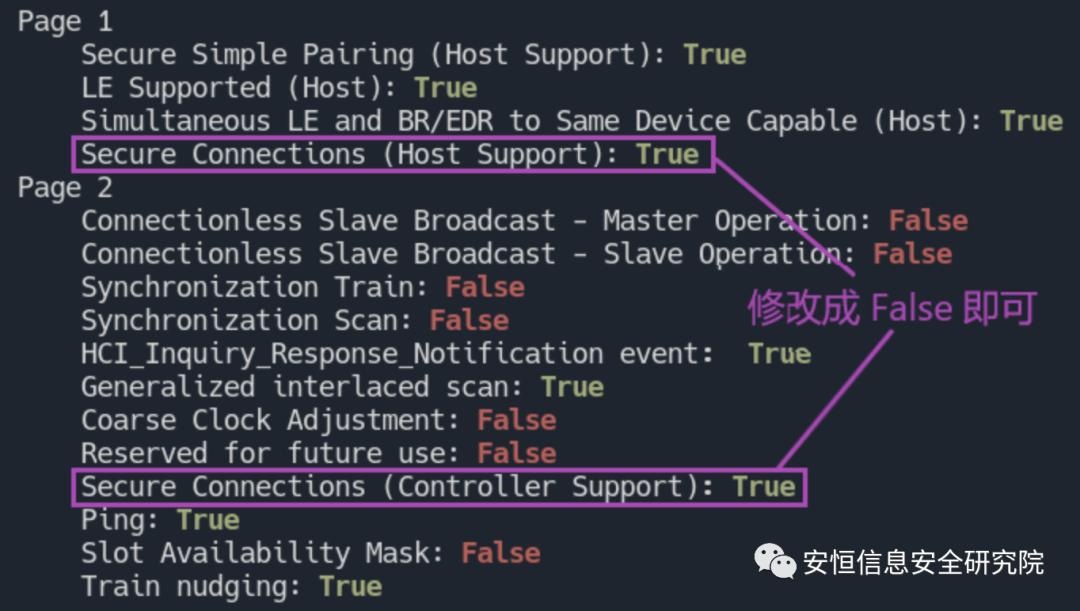 Page 1
Secure Simple Pairing (Host Support): True
LE Supported (Host): True
Simultaneous LE and BR/EDR to Same Device Capable (Host): True
Secure Connections (Host Support): True
Page 2
Connectionless Slave Broadcast - Master Operation: False
Connectionless Slave Broadcast - Slave Operation: False
Synchronization Train: False
修改成 False 即可
Synchronization Scan: False
HCI_Inquiry_Response_Notification event: True
Generalized interlaced scan: True
Coarse Clock Adjustment: False
Reserved for future use: False
Secure Connections (Controller Support): True
Ping: True
Slot Availability Mask: False
安恒信息安全研究院
Train nudging: True